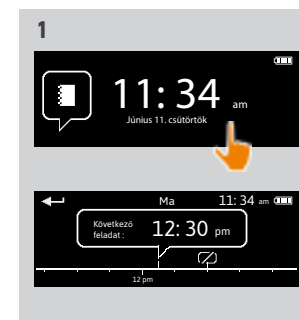 1
11: 34 am
Június 11. csütörtök
Ma 11: 34 am
Következő
feladat : 12: 30 pm
12 pm